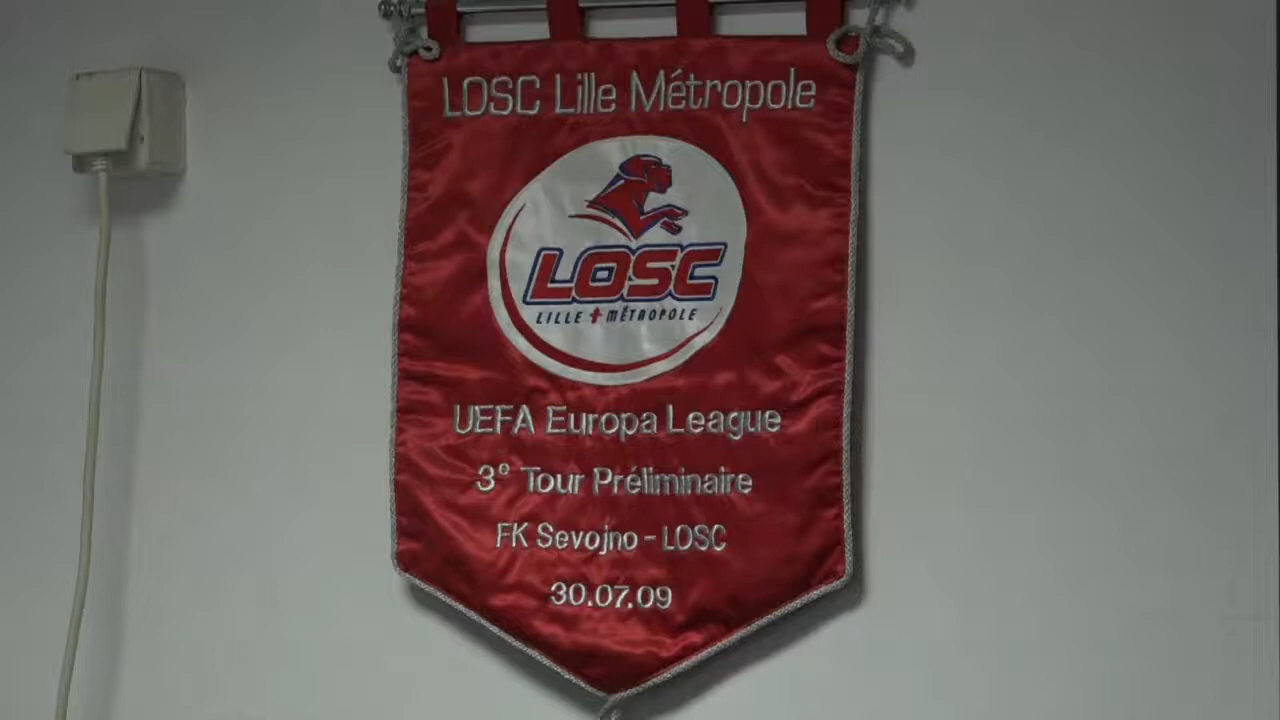 LOSC Lille Métropole
LOSC
LILLE MÉTROPOLE
UEFA Europa League
3° Tour Préliminaire
FK Sevojno - LOSC
30.07.09